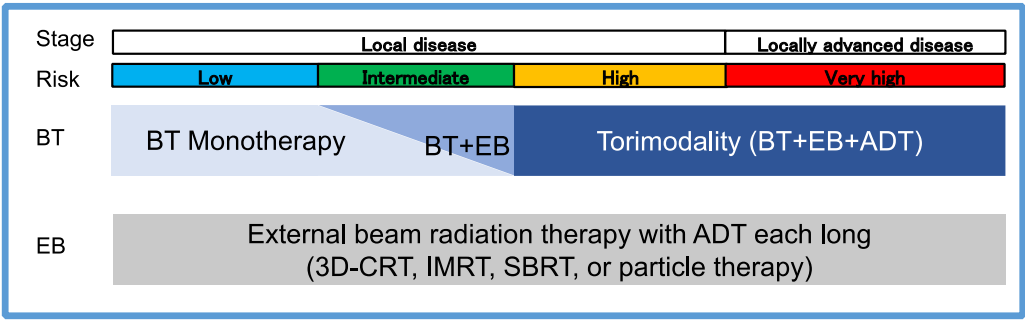 Stage Local disease Locally advanced disease
Risk Low Intermediate High Very high
BT BT Monotherapy BT+EB Torimodality (BT+EB+ADT)
EB External beam radiation therapy with ADT each long
(3D-CRT, IMRT, SBRT, or particle therapy)